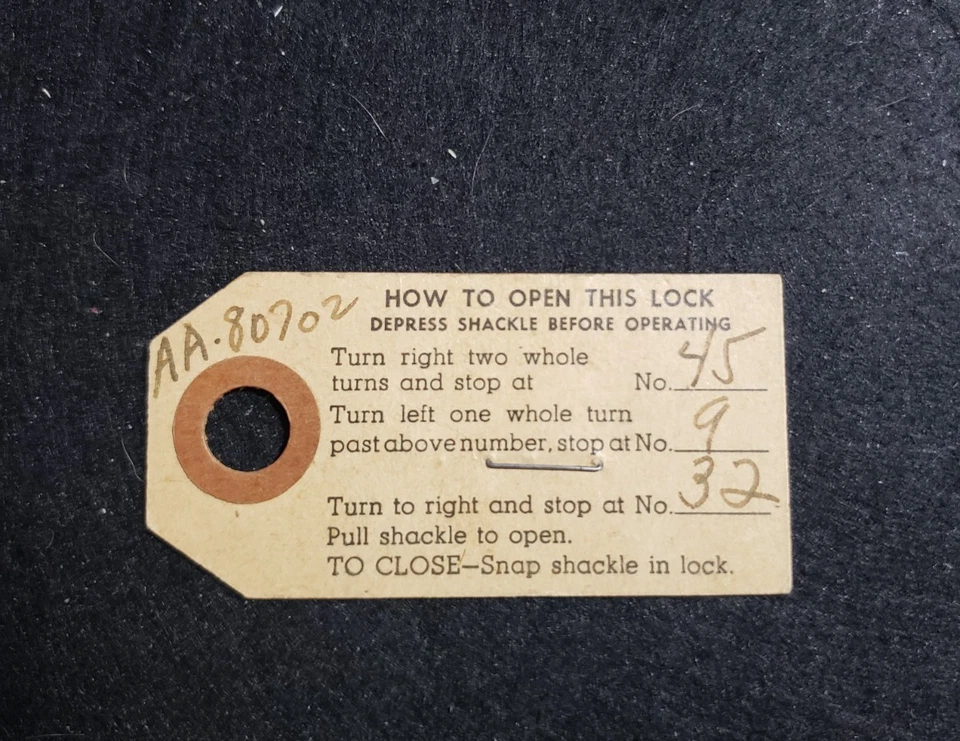 AA-80702
HOW TO OPEN THIS LOCK
DEPRESS SHACKLE BEFORE OPERATING
Turn right two whole
turns and stop at No. 45
Turn left one whole turn
past above number, stop at No. 9
Turn to right and stop at No. 32
Pull shackle to open.
TO CLOSE—Snap shackle in lock.